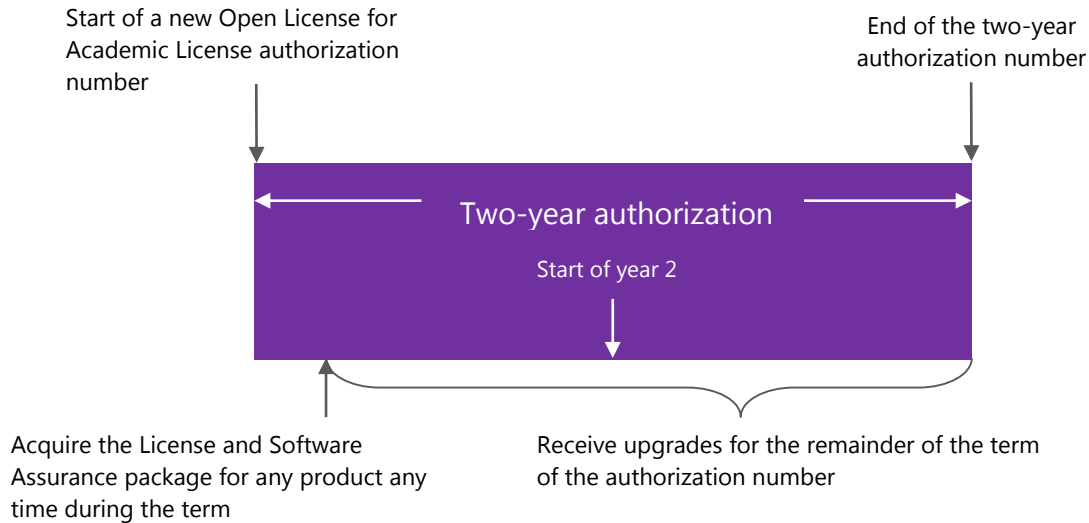 Start of a new Open License for
Academic License authorization
number
End of the two-year
authorization number
Two-year authorization
Start of year 2
Acquire the License and Software
Assurance package for any product any
time during the term
Receive upgrades for the remainder of the term
of the authorization number